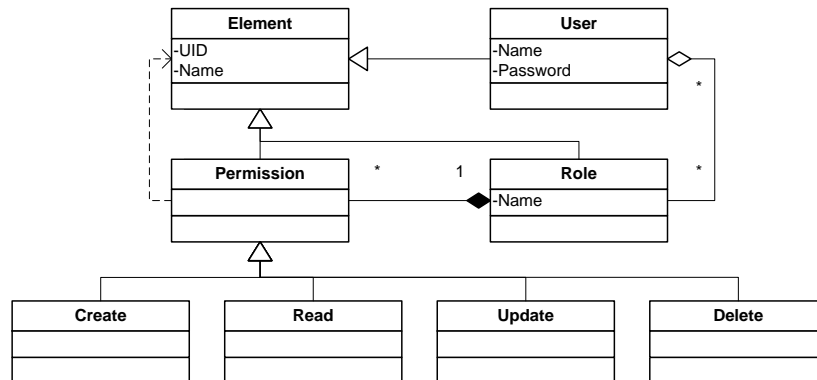 Element
-UID
-Name
User
-Name
-Password
*
Permission
*
1
Role
-Name
*
Create
Read
Update
Delete